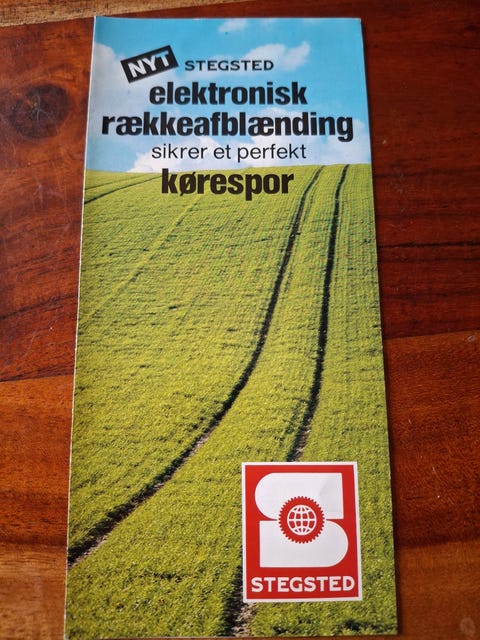 NYT STEGSTED
elektronisk
rækkeafblænding
sikrer et perfekt
kørespor
STEGSTED